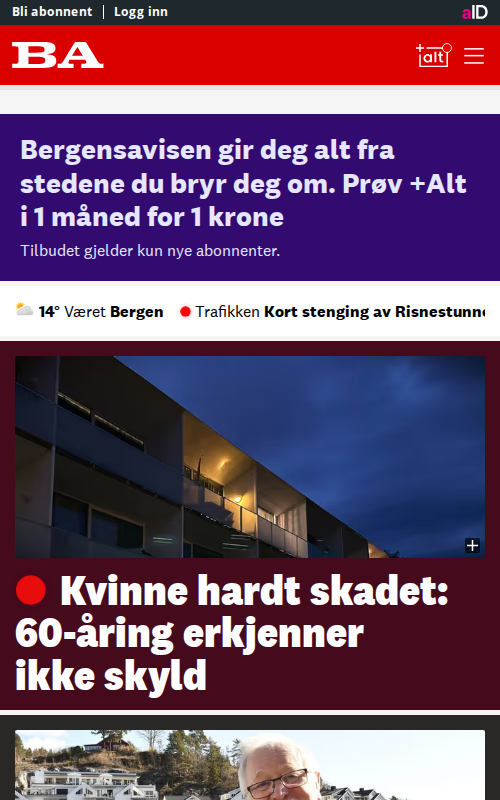 Bli abonnent | Logg inn
aID
BA
+alt
Bergensavisen gir deg alt fra
stedene du bryr deg om. Prøv +Alt
i 1 måned for 1 krone
Tilbudet gjelder kun nye abonnenter.
14° Været Bergen Trafikken Kort stenging av
Kvinne hardt skadet:
60-åring erkjenner
ikke skyld